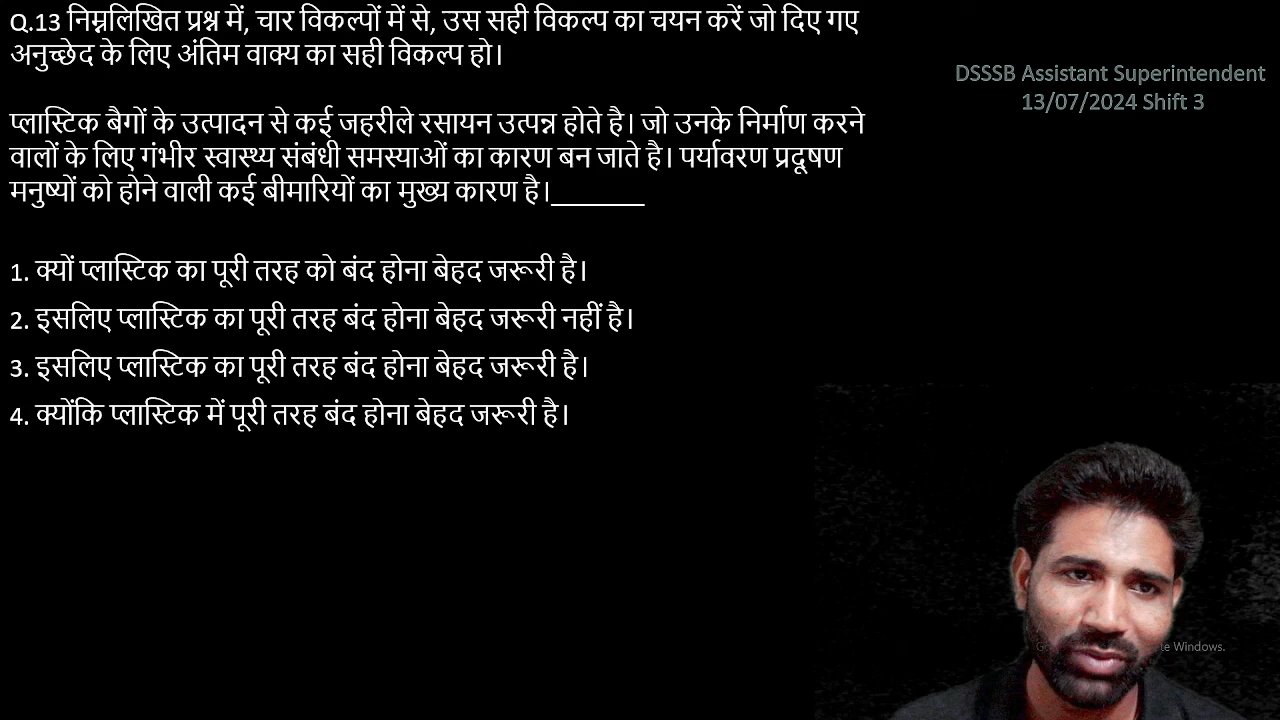 Q.13 निम्नलिखित प्रश्न में, चार विकल्पों में से, उस सही विकल्प का चयन करें जो दिए गए
अनुच्छेद के लिए अंतिम वाक्य का सही विकल्प हो।
DSSSB Assistant Superintendent
13/07/2024 Shift 3
प्लास्टिक बैगों के उत्पादन से कई जहरीले रसायन उत्पन्न होते है। जो उनके निर्माण करने
वालों के लिए गंभीर स्वास्थ्य संबंधी समस्याओं का कारण बन जाते है। पर्यावरण प्रदूषण
मनुष्यों को होने वाली कई बीमारियों का मुख्य कारण है।_______
1. क्यों प्लास्टिक का पूरी तरह को बंद होना बेहद जरूरी है।
2. इसलिए प्लास्टिक का पूरी तरह बंद होना बेहद जरूरी नहीं है।
3. इसलिए प्लास्टिक का पूरी तरह बंद होना बेहद जरूरी है।
4. क्योंकि प्लास्टिक में पूरी तरह बंद होना बेहद जरूरी है।
Windows.